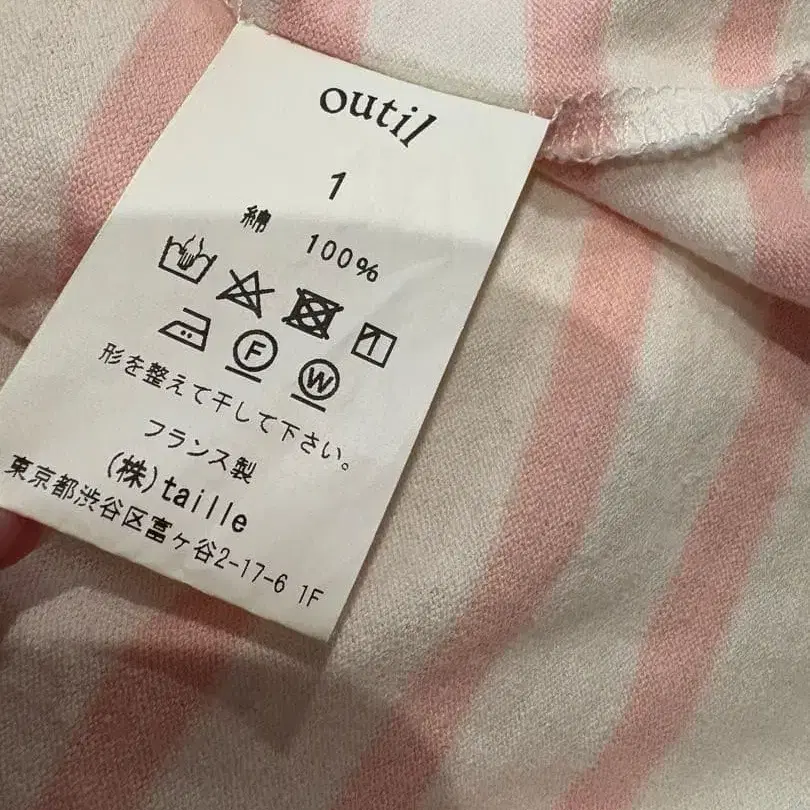 outil
1
綿 100%
F W
形を整えて干して下さい。
フランス製
(株)taille
東京都渋谷区富ヶ谷2-17-6 1F